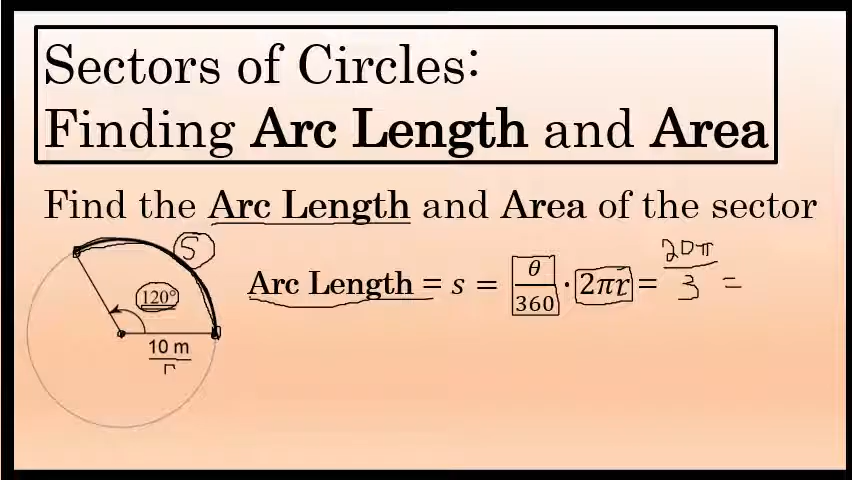 Sectors of Circles:
Finding Arc Length and Area
Find the Arc Length and Area of the sector
S
120°
10 m
r
Arc Length = s = θ/360 · 2πr = 20π/3 =